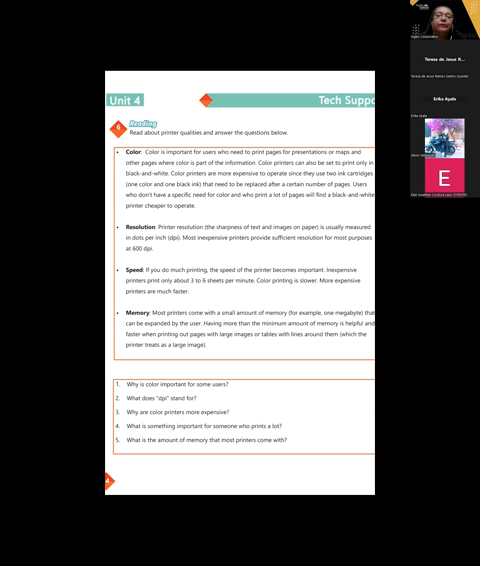 Unit 4
Tech Suppo
6
Reading
Read about printer qualities and answer the questions below.
• Color: Color is important for users who need to print pages for presentations or maps and
other pages where color is part of the information. Color printers can also be set to print only in
black-and-white. Color printers are more expensive to operate since they use two ink cartridges
(one color and one black ink) that need to be replaced after a certain number of pages. Users
who don't have a specific need for color and who print a lot of pages will find a black-and-white
printer cheaper to operate.
• Resolution: Printer resolution (the sharpness of text and images on paper) is usually measured
in dots per inch (dpi). Most inexpensive printers provide sufficient resolution for most purposes
at 600 dpi.
• Speed: If you do much printing, the speed of the printer becomes important. Inexpensive
printers print only about 3 to 6 sheets per minute. Color printing is slower. More expensive
printers are much faster.
• Memory: Most printers come with a small amount of memory (for example, one megabyte) that
can be expanded by the user. Having more than the minimum amount of memory is helpful and
faster when printing out pages with large images or tables with lines around them (which the
printer treats as a large image).
1. Why is color important for some users?
2. What does "dpi" stand for?
3. Why are color printers more expensive?
4. What is something important for someone who prints a lot?
5. What is the amount of memory that most printers come with?
4
Inglés Corporativo
Teresa de Jesus R...
Teresa de Jesus Ramos Santos
Erika Ayala
Erika Ayala
E